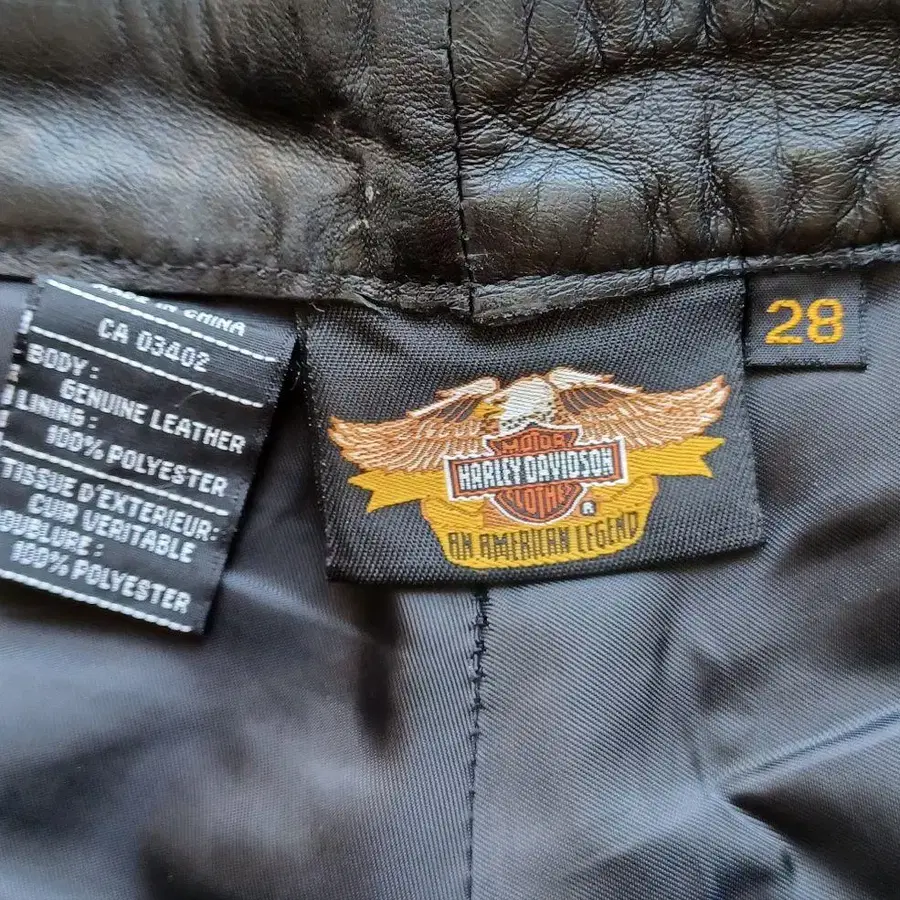 MADE IN CHINA
CA 03402
BODY:
GENUINE LEATHER
LINING:
100% POLYESTER
TISSUE D'EXTERIEUR:
CUIR VERITABLE
DOUBLURE:
100% POLYESTER
MOTOR
HARLEY-DAVIDSON
CLOTHES
®
AN AMERICAN LEGEND
28